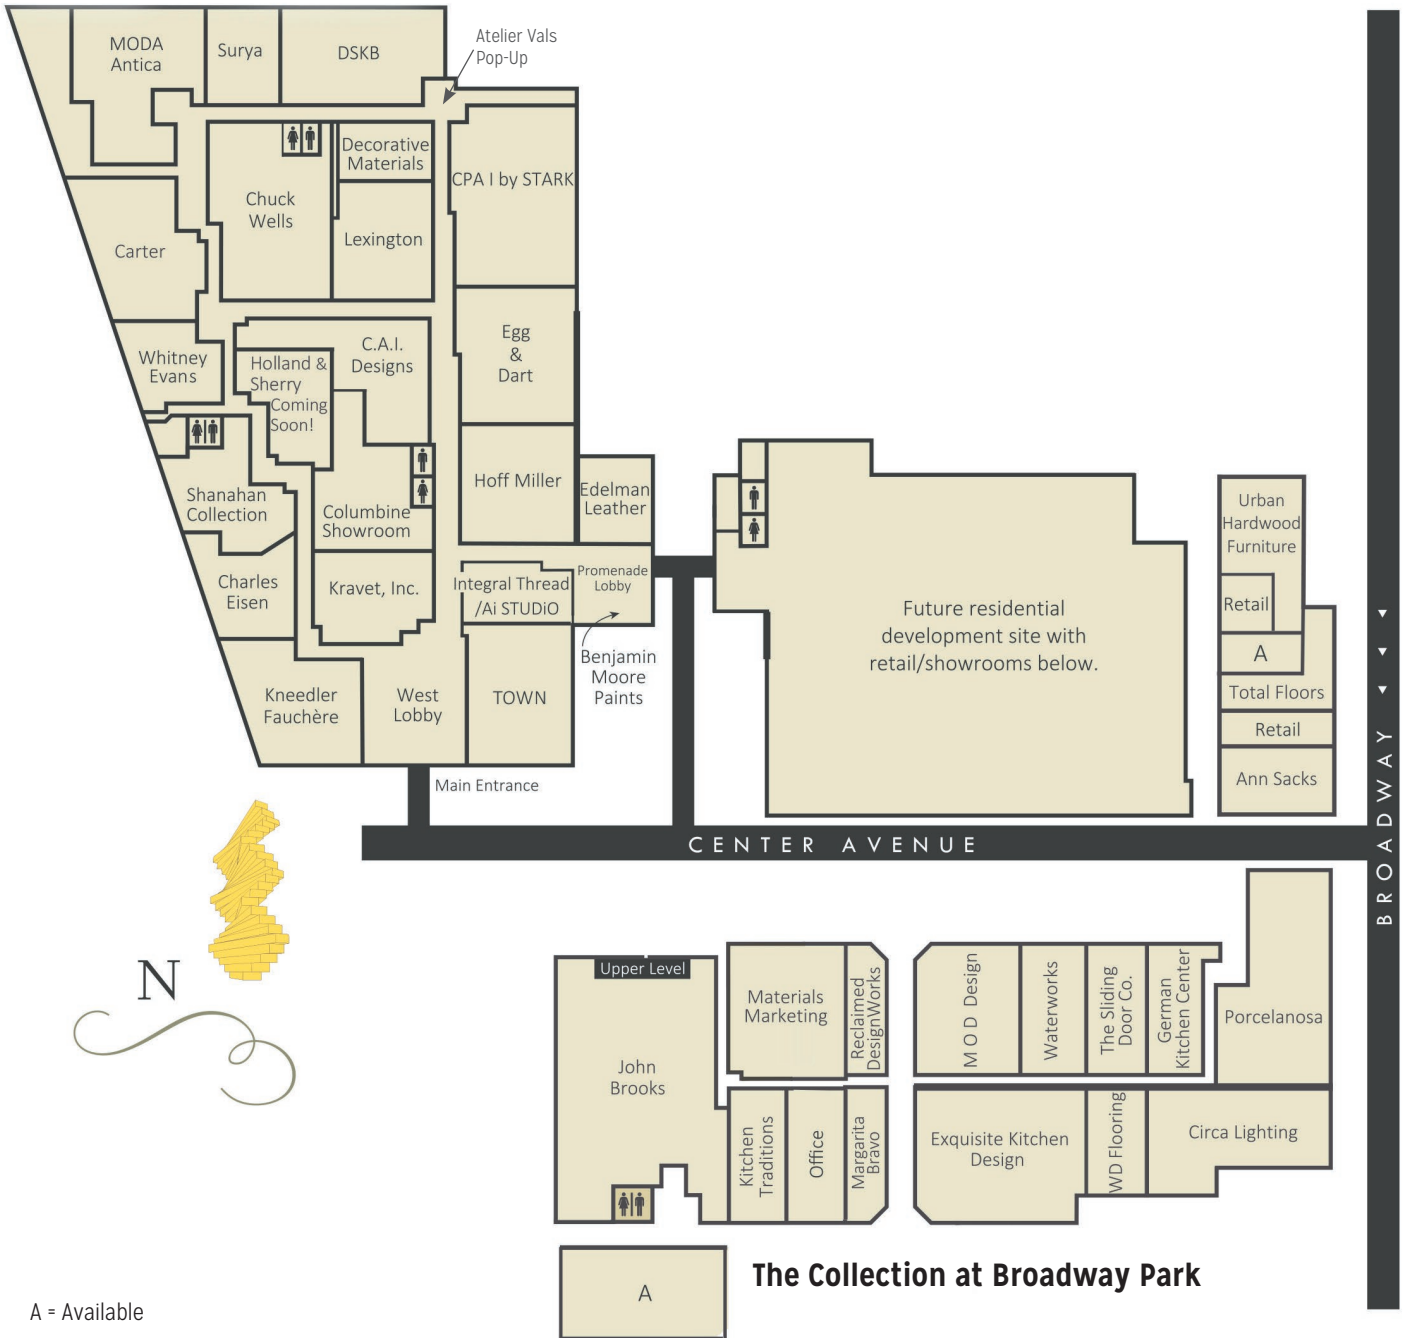 MODA
Antica
Surya
DSKB
Atelier Vals
Pop-Up
Decorative
Materials
CPA I by STARK
Chuck
Wells
Lexington
Carter
Whitney
Evans
Holland &
Sherry
Coming
Soon!
C.A.I.
Designs
Egg
&
Dart
Hoff Miller
Edelman
Leather
Shanahan
Collection
Columbine
Showroom
Charles
Eisen
Kravet, Inc.
Integral Thread
/Ai STUDiO
Promenade
Lobby
Benjamin
Moore
Paints
Kneedler
Fauchère
West
Lobby
TOWN
Main Entrance
Future residential
development site with
retail/showrooms below.
Urban
Hardwood
Furniture
Retail
A
Total Floors
Retail
Ann Sacks
BROADWAY
CENTER AVENUE
N
Upper Level
John
Brooks
Materials
Marketing
Reclaimed
DesignWorks
MOD Design
Waterworks
The Sliding
Door Co.
German
Kitchen Center
Porcelanosa
Kitchen
Traditions
Office
Margarita
Bravo
Exquisite Kitchen
Design
WD Flooring
Circa Lighting
A
The Collection at Broadway Park
A = Available